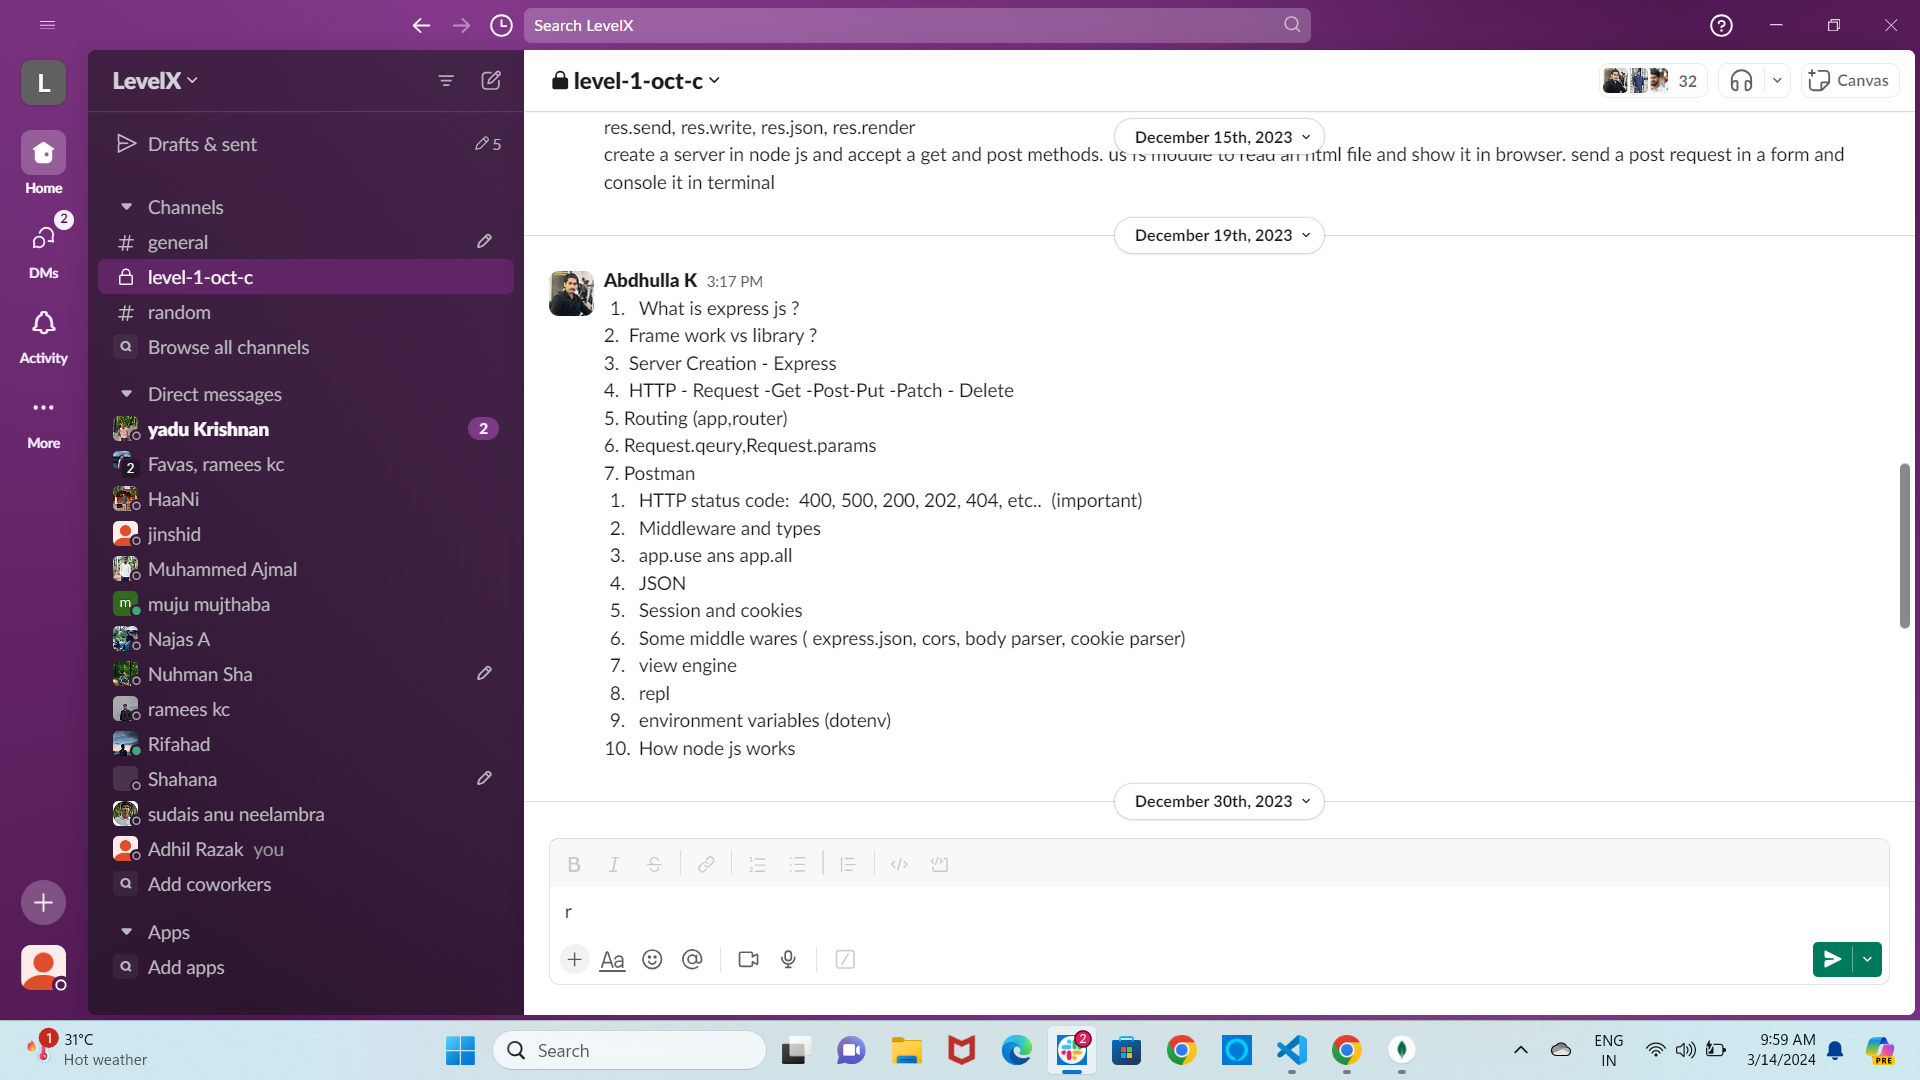 Search LevelX
L
LevelX
Drafts & sent
5
Home
2
DMs
Activity
More
Channels
# general
level-1-oct-c
# random
Browse all channels
Direct messages
yadu Krishnan
2
2
Favas, ramees kc
HaaNi
jinshid
Muhammed Ajmal
m
muju mujthaba
Najas A
Nuhman Sha
ramees kc
Rifahad
Shahana
sudais anu neelambra
Adhil Razak you
Add coworkers
Apps
Add apps
level-1-oct-c
32
Canvas
res.send, res.write, res.json, res.render
December 15th, 2023
create a server in node js and accept a get and post methods. us fs module to read an html file and show it in browser. send a post request in a form and
console it in terminal
December 19th, 2023
Abdhulla K 3:17 PM
1. What is express js ?
2. Frame work vs library ?
3. Server Creation - Express
4. HTTP - Request -Get -Post-Put -Patch - Delete
5. Routing (app,router)
6. Request.qeury,Request.params
7. Postman
1. HTTP status code: 400, 500, 200, 202, 404, etc.. (important)
2. Middleware and types
3. app.use ans app.all
4. JSON
5. Session and cookies
6. Some middle wares ( express.json, cors, body parser, cookie parser)
7. view engine
8. repl
9. environment variables (dotenv)
10. How node js works
December 30th, 2023
B I S
r
Aa
1
31°C
Hot weather
Search
2
ENG
IN
9:59 AM
3/14/2024
PRE